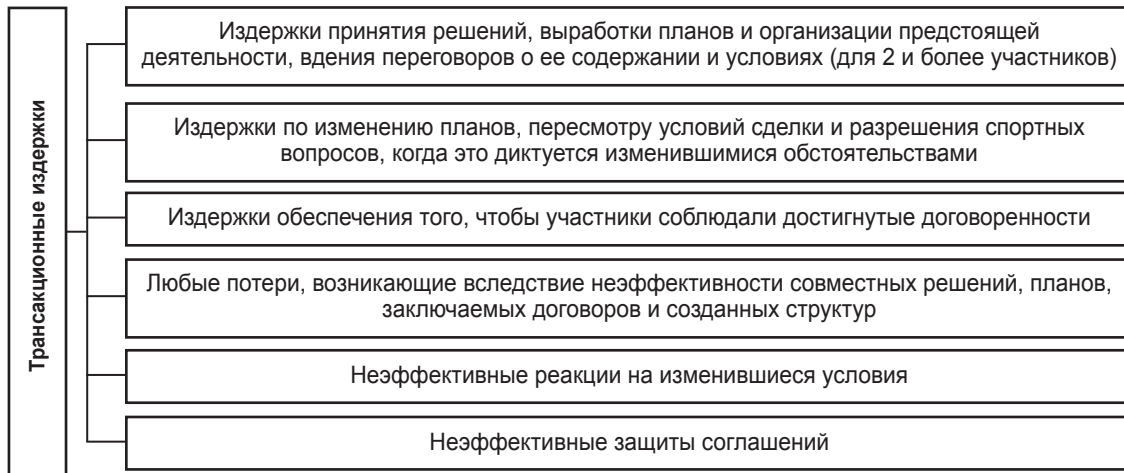 Трансакционные издержки
Издержки принятия решений, выработки планов и организации предстоящей
деятельности, вдения переговоров о ее содержании и условиях (для 2 и более участников)
Издержки по изменению планов, пересмотру условий сделки и разрешения спортных
вопросов, когда это диктуется изменившимися обстоятельствами
Издержки обеспечения того, чтобы участники соблюдали достигнутые договоренности
Любые потери, возникающие вследствие неэффективности совместных решений, планов,
заключаемых договоров и созданных структур
Неэффективные реакции на изменившиеся условия
Неэффективные защиты соглашений